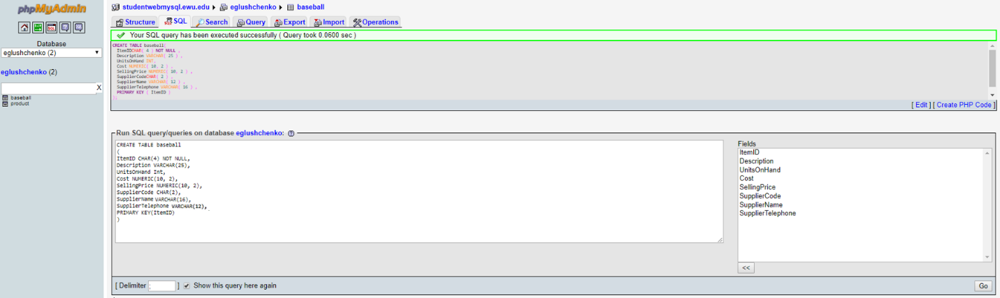 phpMyAdmin
Database
eglushchenko (2)
eglushchenko (2)
X
baseball
product
studentwebmysql.ewu.edu ▸ eglushchenko ▸ baseball
Structure SQL Search Query Export Import Operations
Your SQL query has been executed successfully ( Query took 0.0600 sec )
CREATE TABLE baseball(
ItemIDCHAR( 4 ) NOT NULL ,
Description VARCHAR( 25 ) ,
UnitsOnHand INT,
Cost NUMERIC( 10, 2 ) ,
SellingPrice NUMERIC( 10, 2 ) ,
SupplierCodeCHAR( 2 ) ,
SupplierName VARCHAR( 12 ) ,
SupplierTelephone VARCHAR( 16 ) ,
PRIMARY KEY ( ItemID )
);
[ Edit ] [ Create PHP Code ]
Run SQL query/queries on database eglushchenko:
CREATE TABLE baseball
(
ItemID CHAR(4) NOT NULL,
Description VARCHAR(25),
UnitsOnHand Int,
Cost NUMERIC(10, 2),
SellingPrice NUMERIC(10, 2),
SupplierCode CHAR(2),
SupplierName VARCHAR(16),
SupplierTelephone VARCHAR(12),
PRIMARY KEY(ItemID)
)
Fields
ItemID
Description
UnitsOnHand
Cost
SellingPrice
SupplierCode
SupplierName
SupplierTelephone
<<
[ Delimiter ; ] Show this query here again
Go